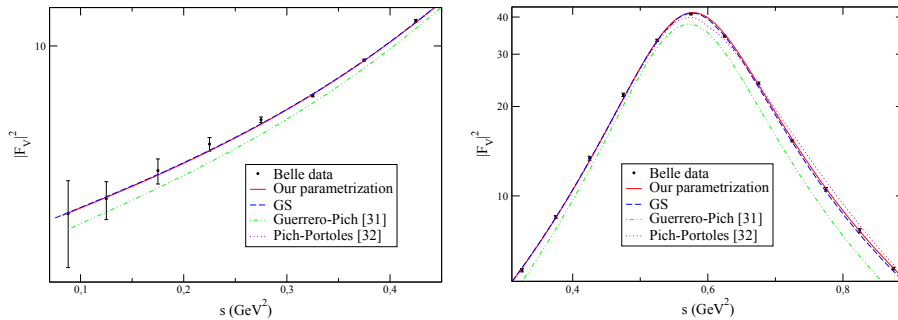 10
|F_V|^2
Belle data
Our parametrization
GS
Guerrero-Pich [31]
Pich-Portoles [32]
0,1
0,2
0,3
0,4
s (GeV^2)
40
30
20
10
|F_V|^2
Belle data
Our parametrization
GS
Guerrero-Pich [31]
Pich-Portoles [32]
0,4
0,6
0,8
s (GeV^2)